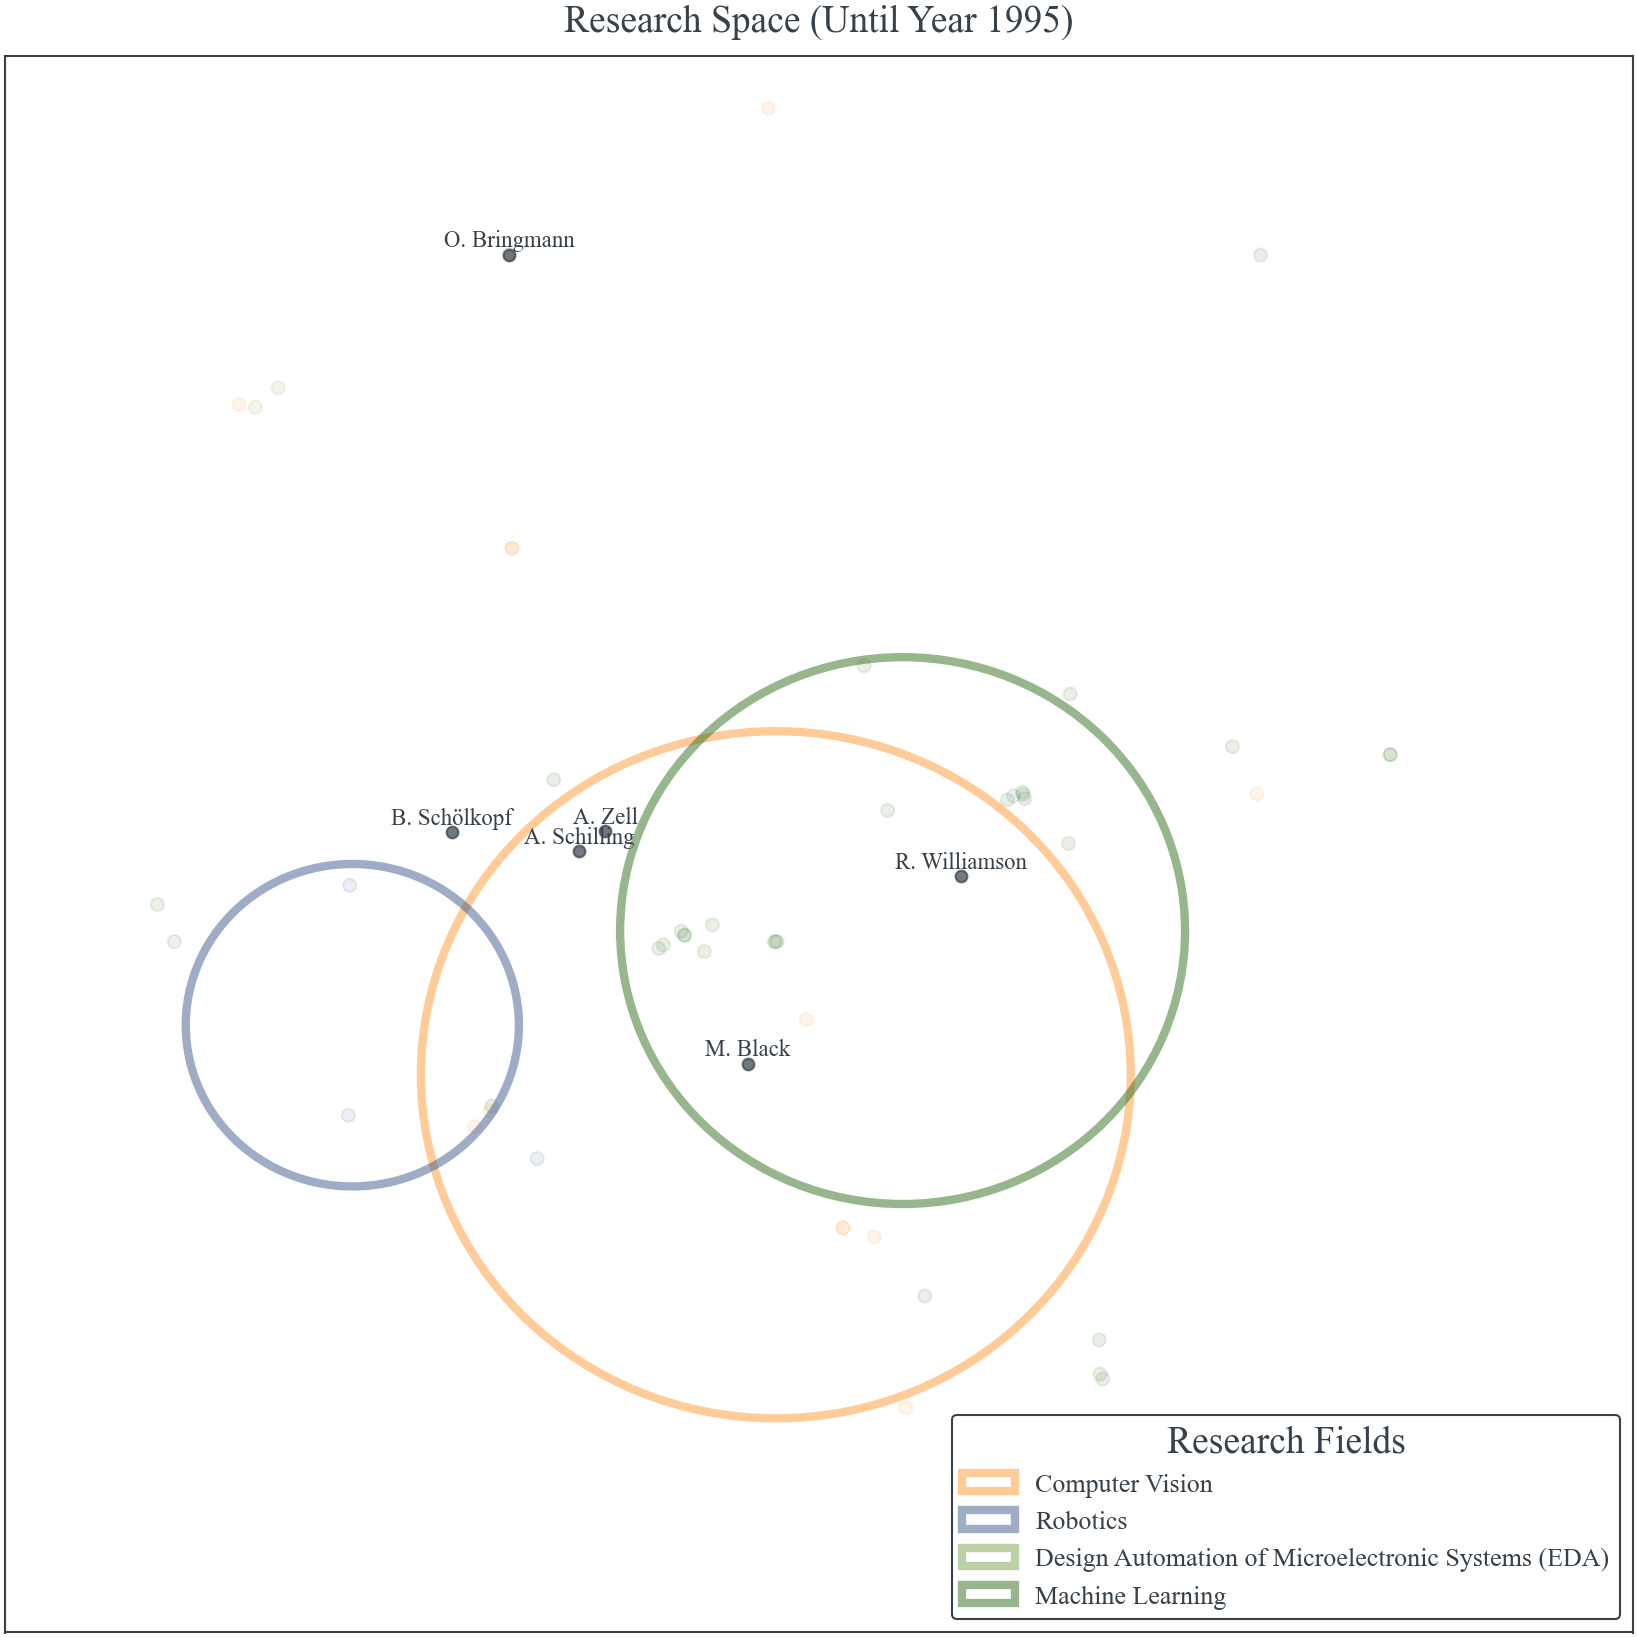 Research Space (Until Year 1995)
O. Bringmann
B. Schölkopf
A. Zell
A. Schilling
R. Williamson
M. Black
Research Fields
Computer Vision
Robotics
Design Automation of Microelectronic Systems (EDA)
Machine Learning